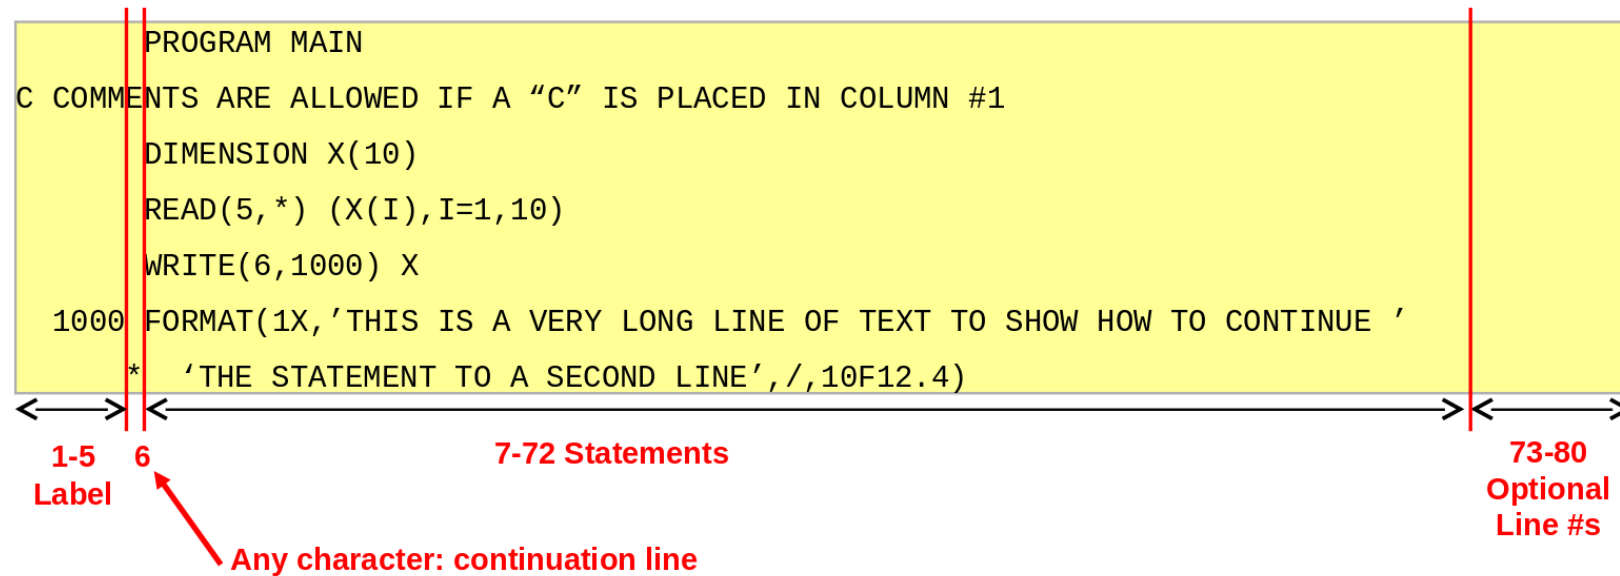 PROGRAM MAIN
C COMMENTS ARE ALLOWED IF A “C” IS PLACED IN COLUMN #1
DIMENSION X(10)
READ(5,*) (X(I),I=1,10)
WRITE(6,1000) X
1000 FORMAT(1X,’THIS IS A VERY LONG LINE OF TEXT TO SHOW HOW TO CONTINUE ’
* ‘THE STATEMENT TO A SECOND LINE’,/,10F12.4)
1-5
Label
6
7-72 Statements
73-80
Optional
Line #s
Any character: continuation line